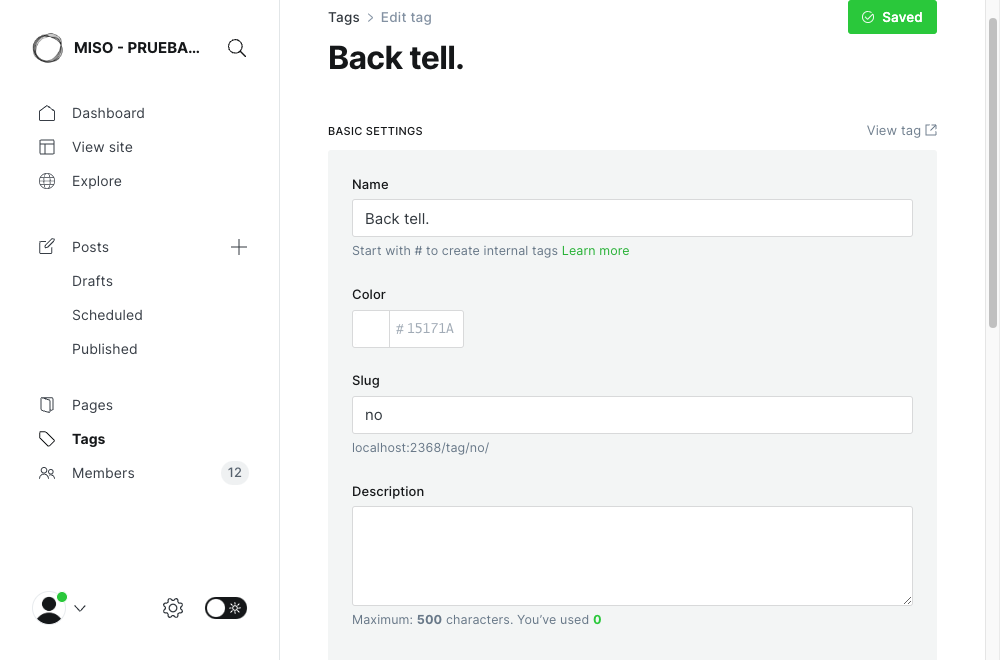 MISO - PRUEBA...
Dashboard
View site
Explore
Posts
Drafts
Scheduled
Published
Pages
Tags
Members 12
Tags > Edit tag
Saved
Back tell.
BASIC SETTINGS
View tag
Name
Back tell.
Start with # to create internal tags Learn more
Color
# 15171A
Slug
no
localhost:2368/tag/no/
Description
Maximum: 500 characters. You've used 0